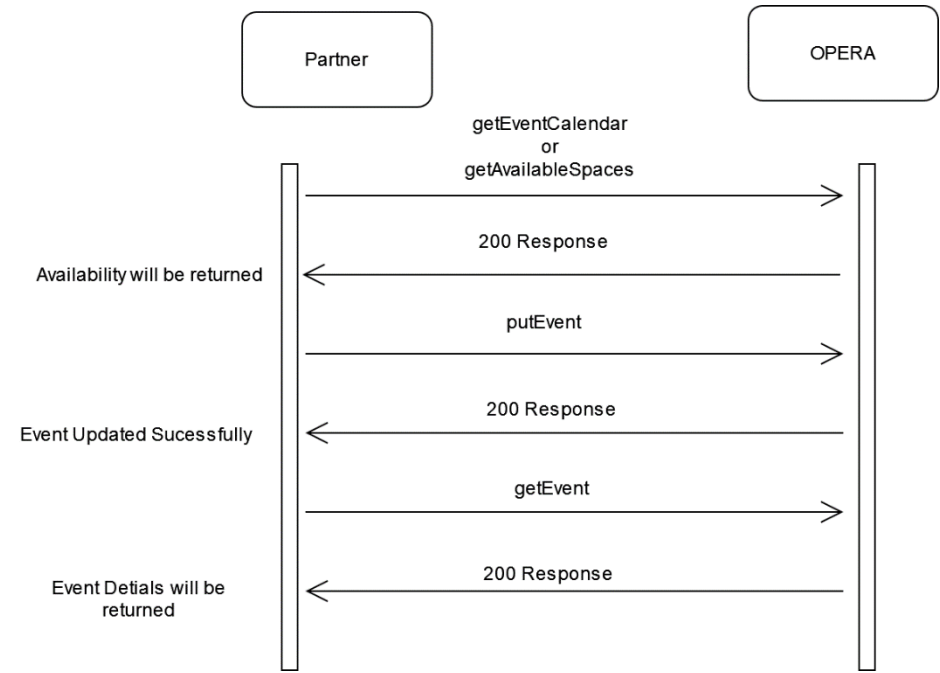 Partner
OPERA
getEventCalendar
or
getAvailableSpaces
200 Response
Availability will be returned
putEvent
200 Response
Event Updated Sucessfully
getEvent
200 Response
Event Detials will be
returned